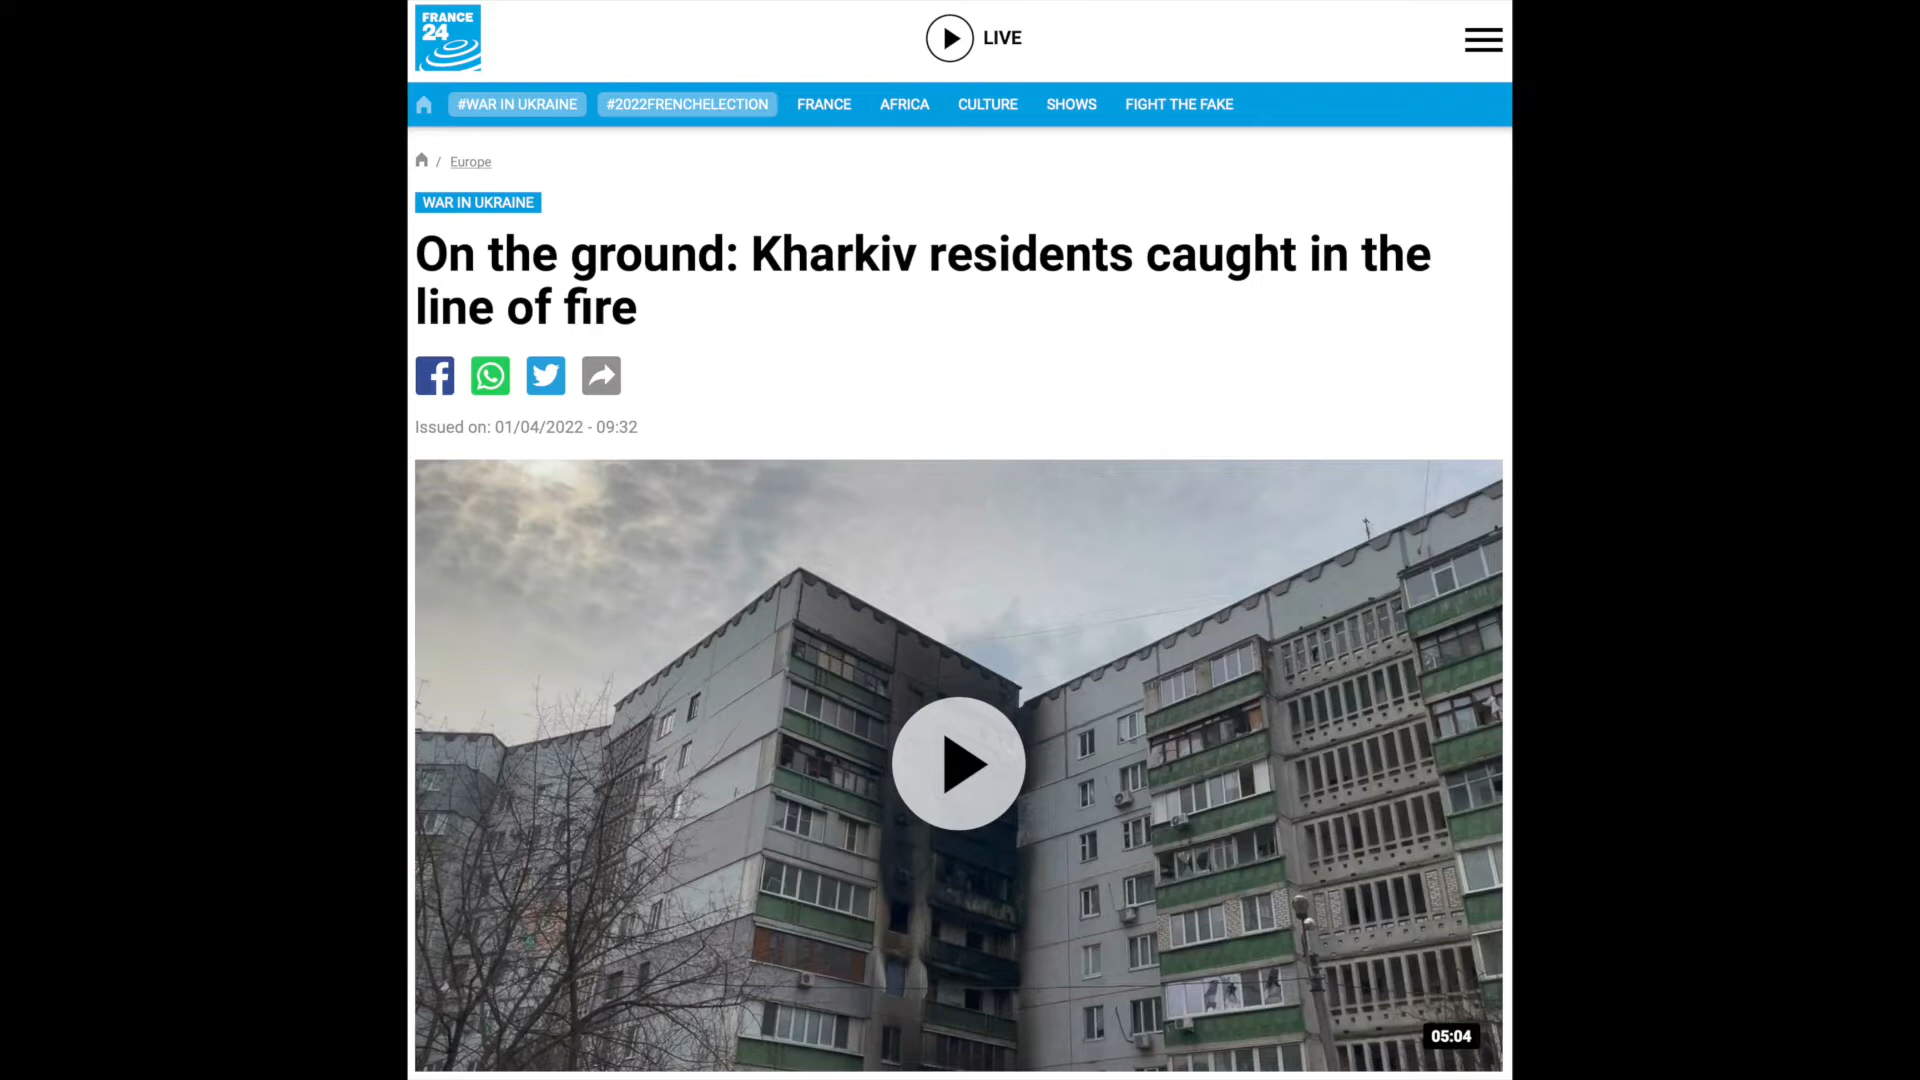 FRANCE
24
LIVE
#WAR IN UKRAINE #2022FRENCHELECTION FRANCE AFRICA CULTURE SHOWS FIGHT THE FAKE
/ Europe
WAR IN UKRAINE
On the ground: Kharkiv residents caught in the
line of fire
Issued on: 01/04/2022 - 09:32
05:04